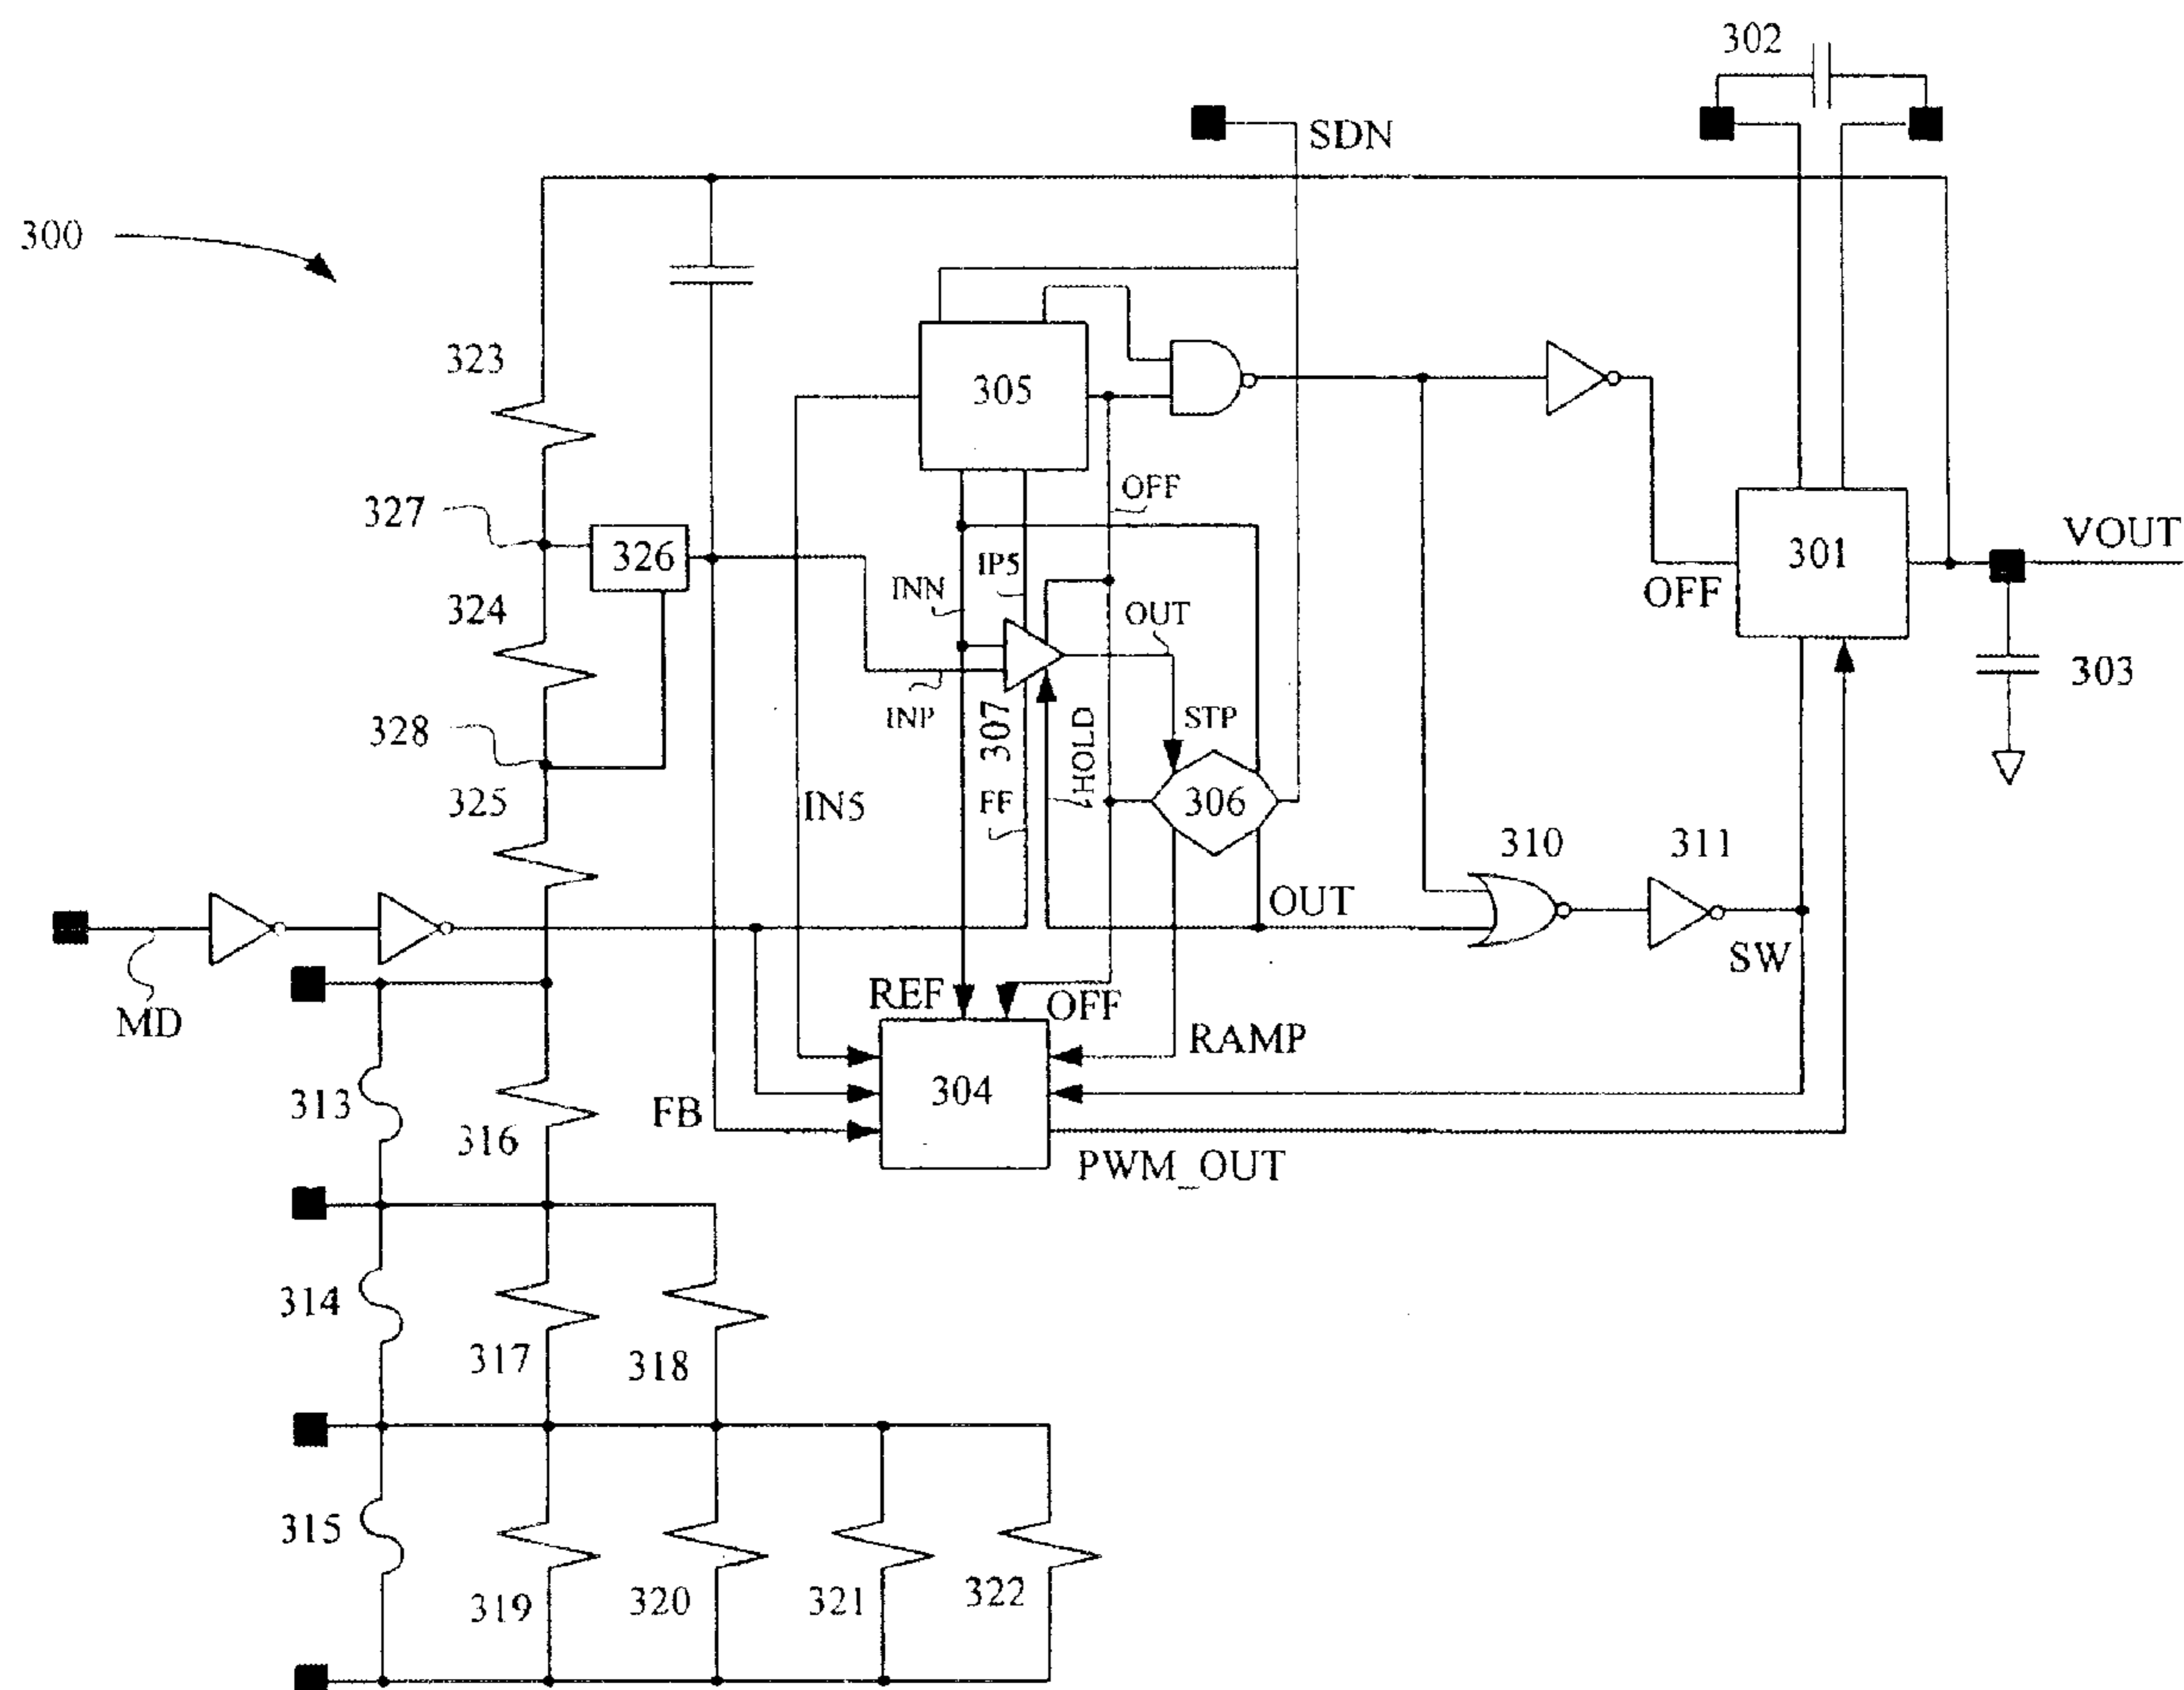 302
SDN
300
323
305
327
OFF
326
301
VOUT
INN
IP5
OFF
324
OUT
303
INP
307
HOLD
STP
328
306
325
IN5
FF
310
311
OUT
SW
REF
OFF
MD
RAMP
313
304
FB
316
PWM_OUT
314
317
318
315
319
320
321
322